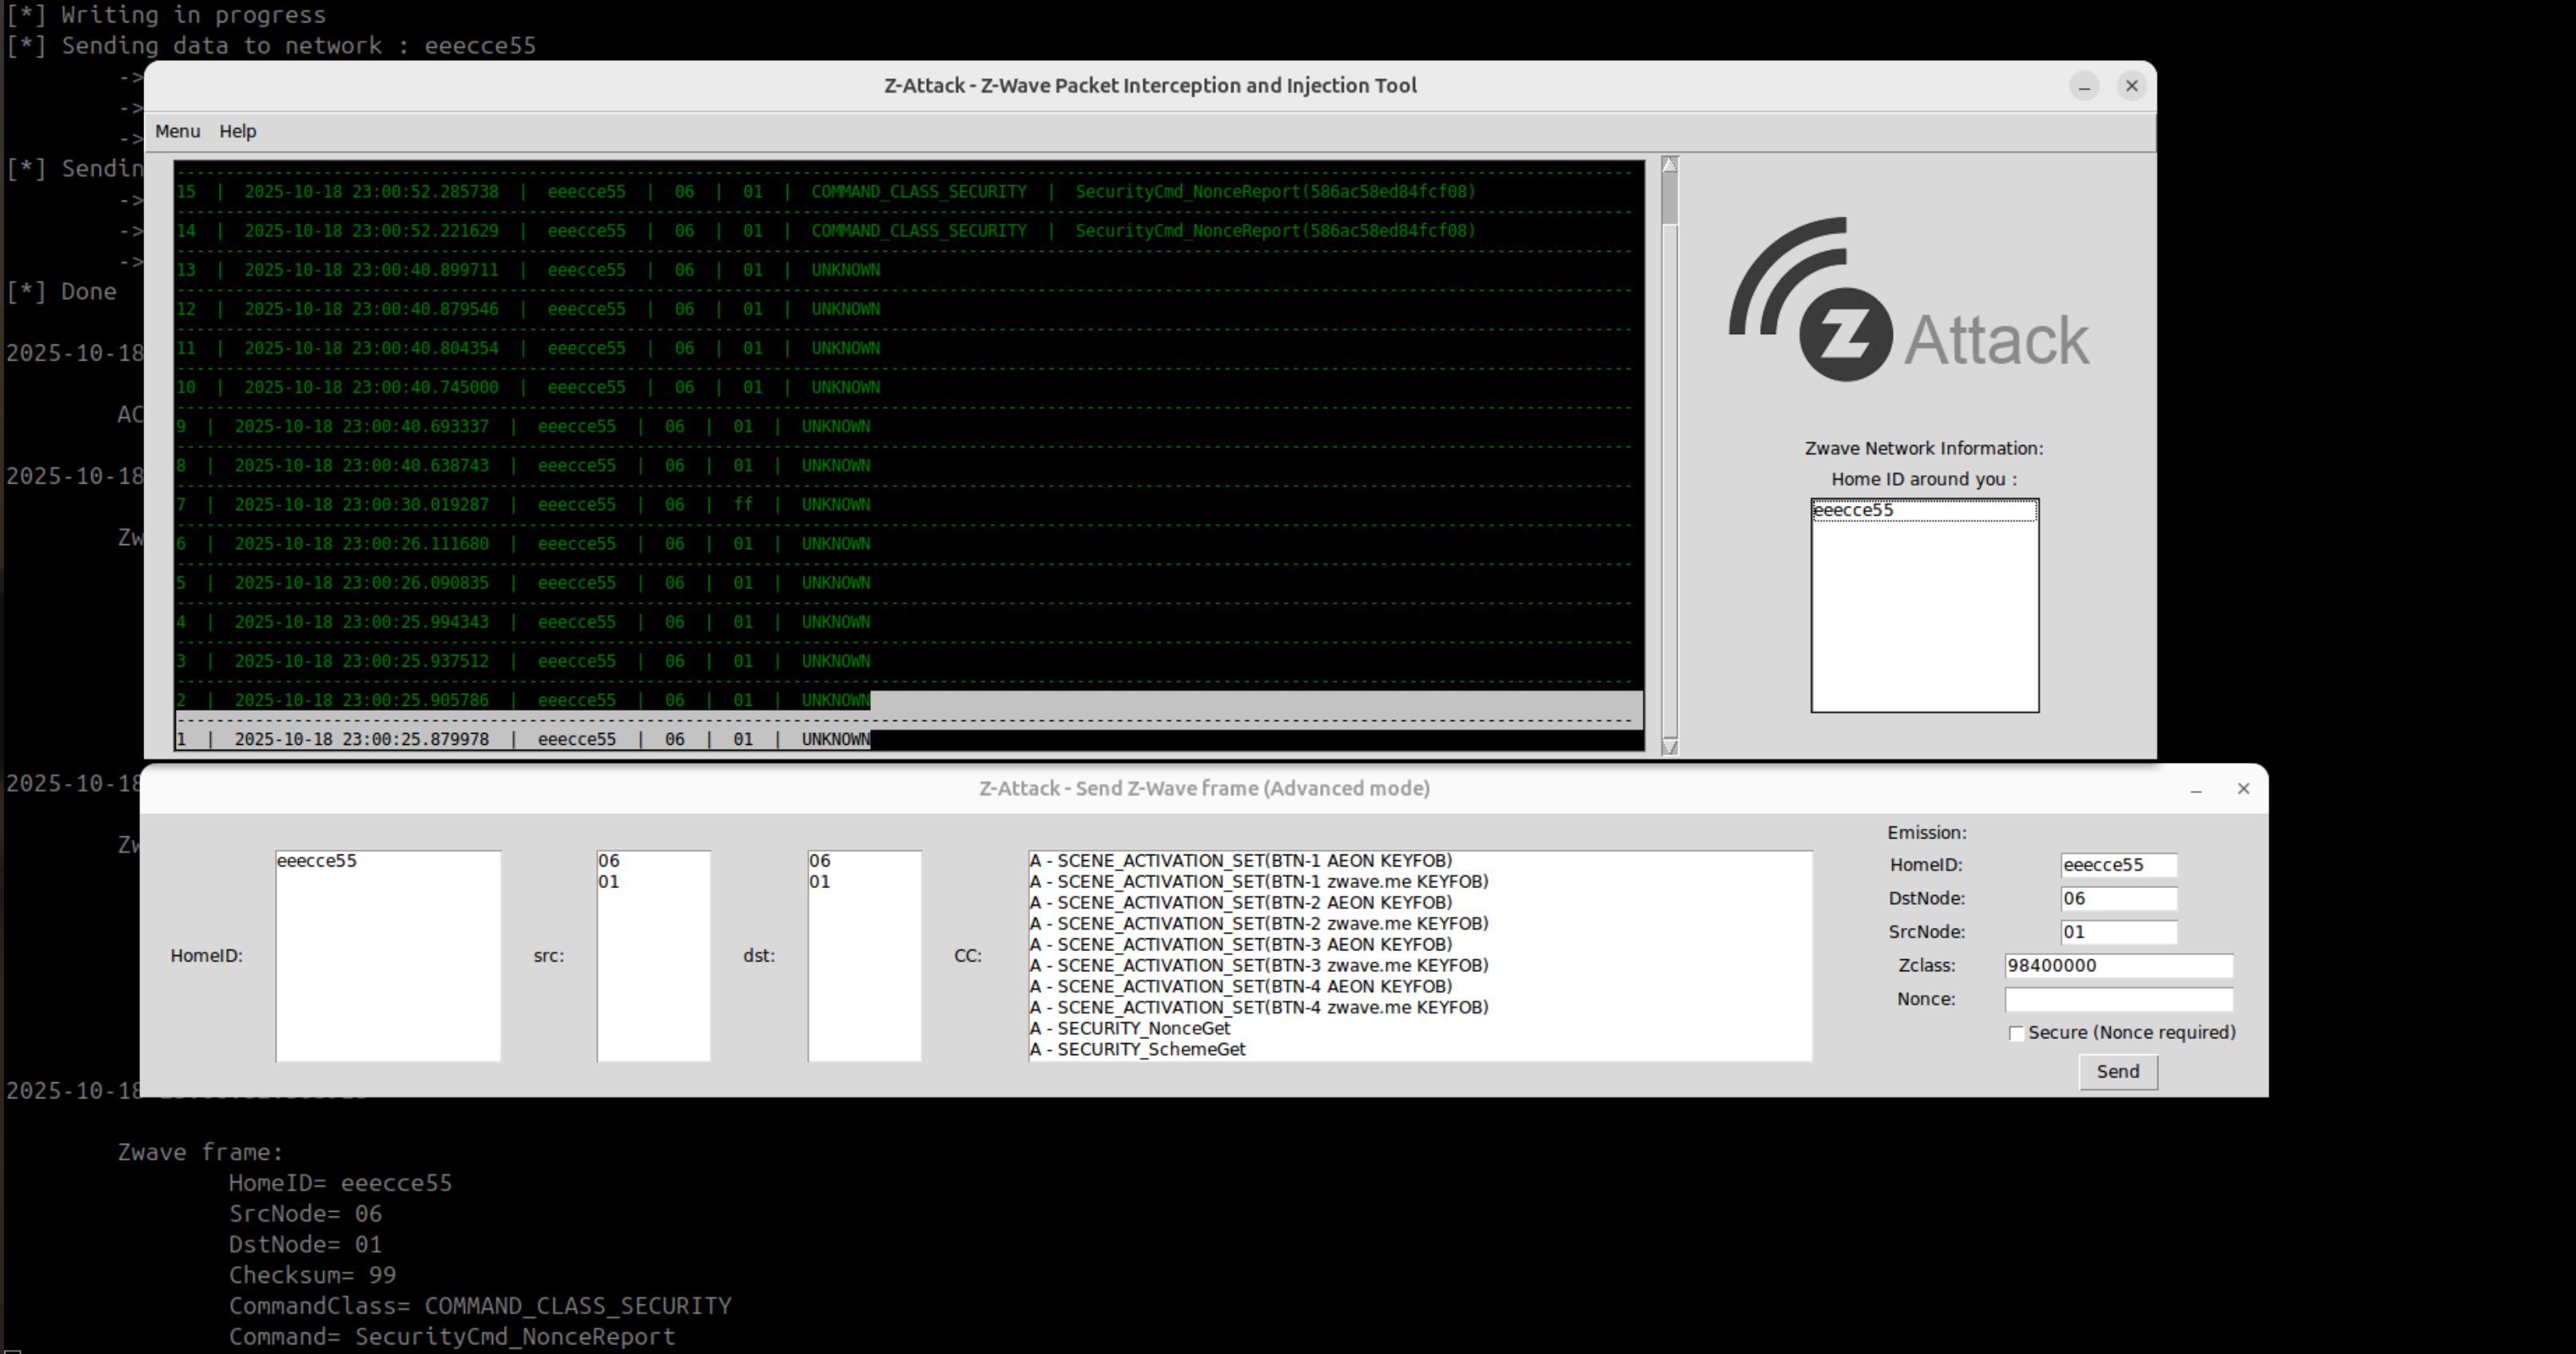 [*] Writing in progress
[*] Sending data to network : eeecce55
->
->
->
[*] Sendin
->
->
->
[*] Done
2025-10-18
AC
2025-10-18
Zw
2025-10-18
Zw
2025-10-18
Z-Attack - Z-Wave Packet Interception and Injection Tool
Menu Help
15 | 2025-10-18 23:00:52.285738 | eeecce55 | 06 | 01 | COMMAND_CLASS_SECURITY | SecurityCmd_NonceReport(586ac58ed84fcf08)
14 | 2025-10-18 23:00:52.221629 | eeecce55 | 06 | 01 | COMMAND_CLASS_SECURITY | SecurityCmd_NonceReport(586ac58ed84fcf08)
13 | 2025-10-18 23:00:40.899711 | eeecce55 | 06 | 01 | UNKNOWN
12 | 2025-10-18 23:00:40.879546 | eeecce55 | 06 | 01 | UNKNOWN
11 | 2025-10-18 23:00:40.804354 | eeecce55 | 06 | 01 | UNKNOWN
10 | 2025-10-18 23:00:40.745000 | eeecce55 | 06 | 01 | UNKNOWN
9 | 2025-10-18 23:00:40.693337 | eeecce55 | 06 | 01 | UNKNOWN
8 | 2025-10-18 23:00:40.638743 | eeecce55 | 06 | 01 | UNKNOWN
7 | 2025-10-18 23:00:30.019287 | eeecce55 | 06 | ff | UNKNOWN
6 | 2025-10-18 23:00:26.111680 | eeecce55 | 06 | 01 | UNKNOWN
5 | 2025-10-18 23:00:26.090835 | eeecce55 | 06 | 01 | UNKNOWN
4 | 2025-10-18 23:00:25.994343 | eeecce55 | 06 | 01 | UNKNOWN
3 | 2025-10-18 23:00:25.937512 | eeecce55 | 06 | 01 | UNKNOWN
2 | 2025-10-18 23:00:25.905786 | eeecce55 | 06 | 01 | UNKNOWN
1 | 2025-10-18 23:00:25.879978 | eeecce55 | 06 | 01 | UNKNOWN
Z Attack
Zwave Network Information:
Home ID around you :
eeecce55
Z-Attack - Send Z-Wave frame (Advanced mode)
HomeID:
eeecce55
src:
06
01
dst:
06
01
CC:
A - SCENE_ACTIVATION_SET(BTN-1 AEON KEYFOB)
A - SCENE_ACTIVATION_SET(BTN-1 zwave.me KEYFOB)
A - SCENE_ACTIVATION_SET(BTN-2 AEON KEYFOB)
A - SCENE_ACTIVATION_SET(BTN-2 zwave.me KEYFOB)
A - SCENE_ACTIVATION_SET(BTN-3 AEON KEYFOB)
A - SCENE_ACTIVATION_SET(BTN-3 zwave.me KEYFOB)
A - SCENE_ACTIVATION_SET(BTN-4 AEON KEYFOB)
A - SCENE_ACTIVATION_SET(BTN-4 zwave.me KEYFOB)
A - SECURITY_NonceGet
A - SECURITY_SchemeGet
Emission:
HomeID: eeecce55
DstNode: 06
SrcNode: 01
Zclass: 98400000
Nonce:
Secure (Nonce required)
Send
Zwave frame:
HomeID= eeecce55
SrcNode= 06
DstNode= 01
Checksum= 99
CommandClass= COMMAND_CLASS_SECURITY
Command= SecurityCmd_NonceReport